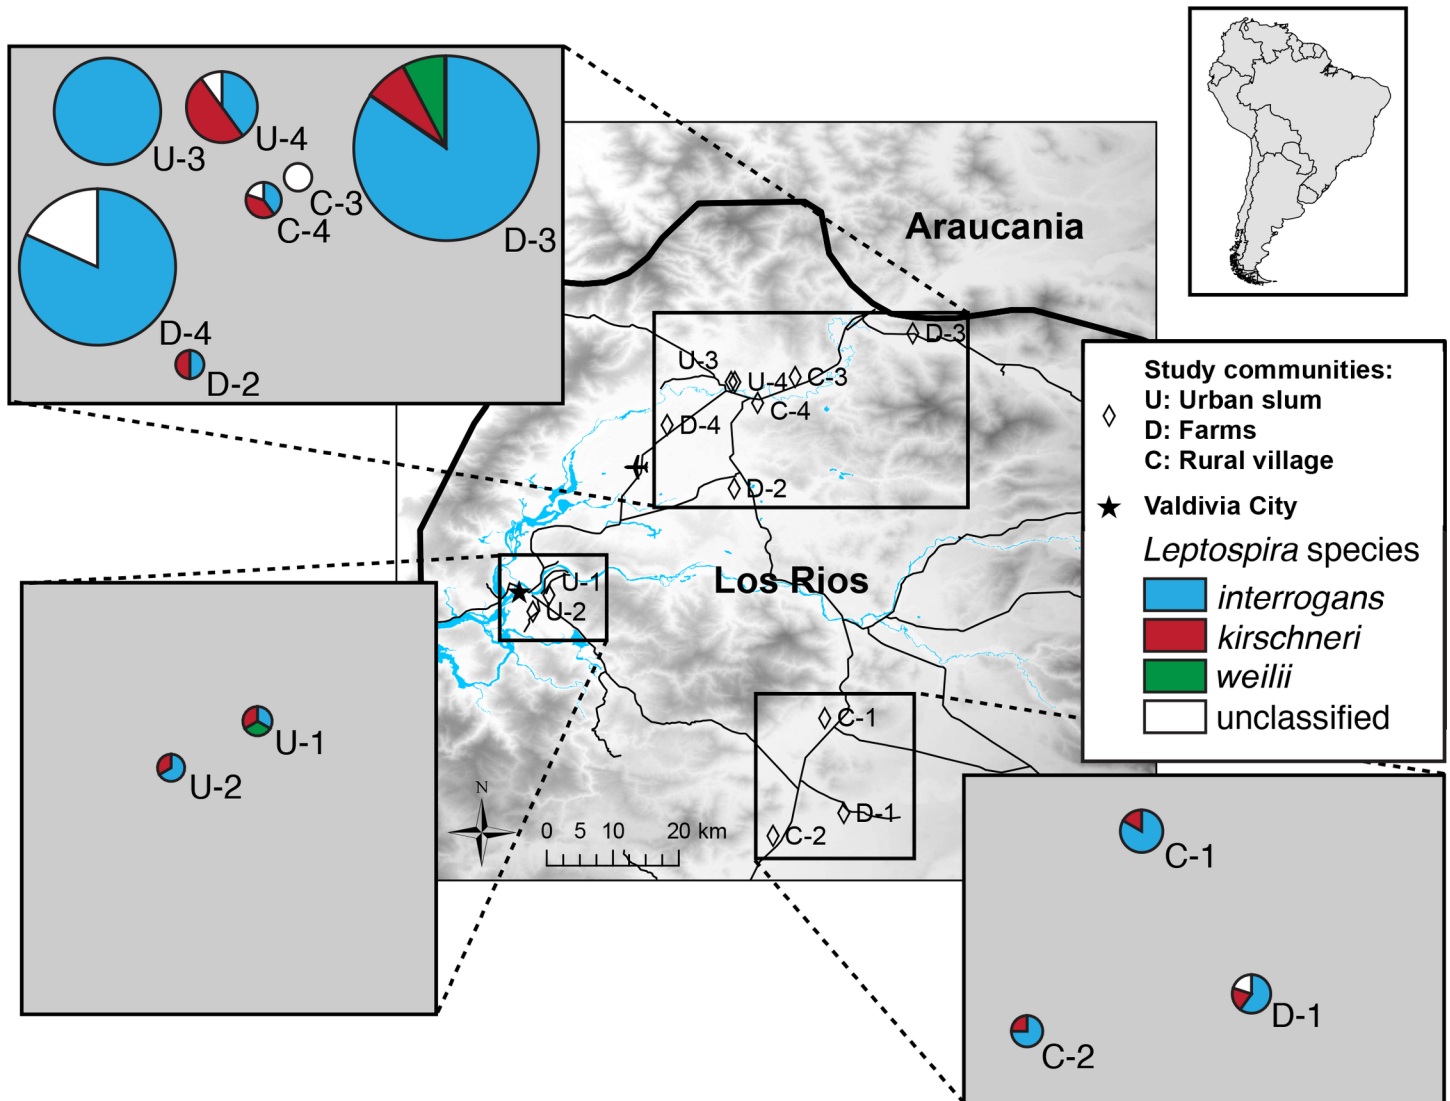 U-3
U-4
C-3
C-4
D-3
D-4
D-2
Araucania
D-3
U-3
U-4
C-3
C-4
D-4
D-2
Los Rios
U-1
U-2
C-1
D-1
C-2
N
0 5 10 20 km
Study communities:
U: Urban slum
D: Farms
C: Rural village
Valdivia City
Leptospira species
interrogans
kirschneri
weilii
unclassified
U-1
U-2
C-1
D-1
C-2